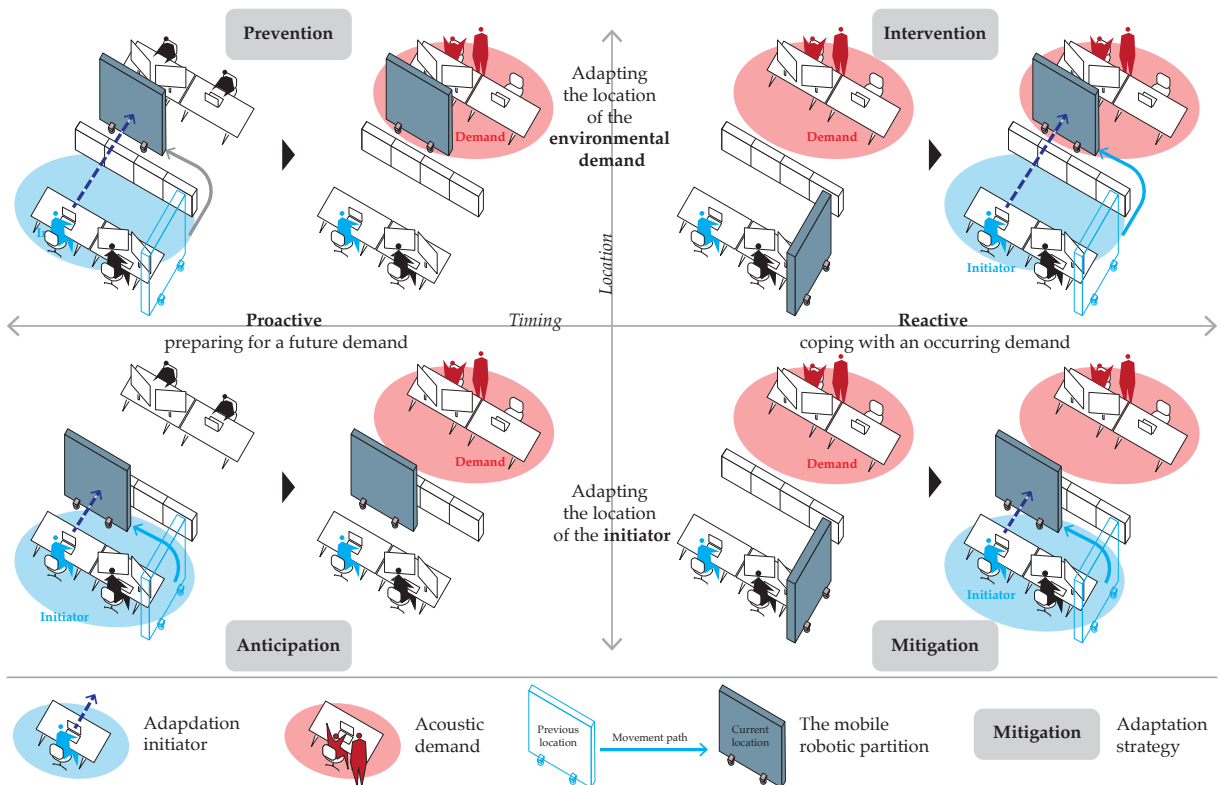 Prevention
Intervention
Adapting
the location
of the
environmental
demand
Demand
Demand
Initiator
Location
Proactive
Timing
Reactive
preparing for a future demand
coping with an occurring demand
Demand
Demand
Adapting
the location
of the initiator
Initiator
Initiator
Anticipation
Mitigation
Adapdation
initiator
Acoustic
demand
Previous
location
Movement path
Current
location
The mobile
robotic partition
Mitigation
Adaptation
strategy